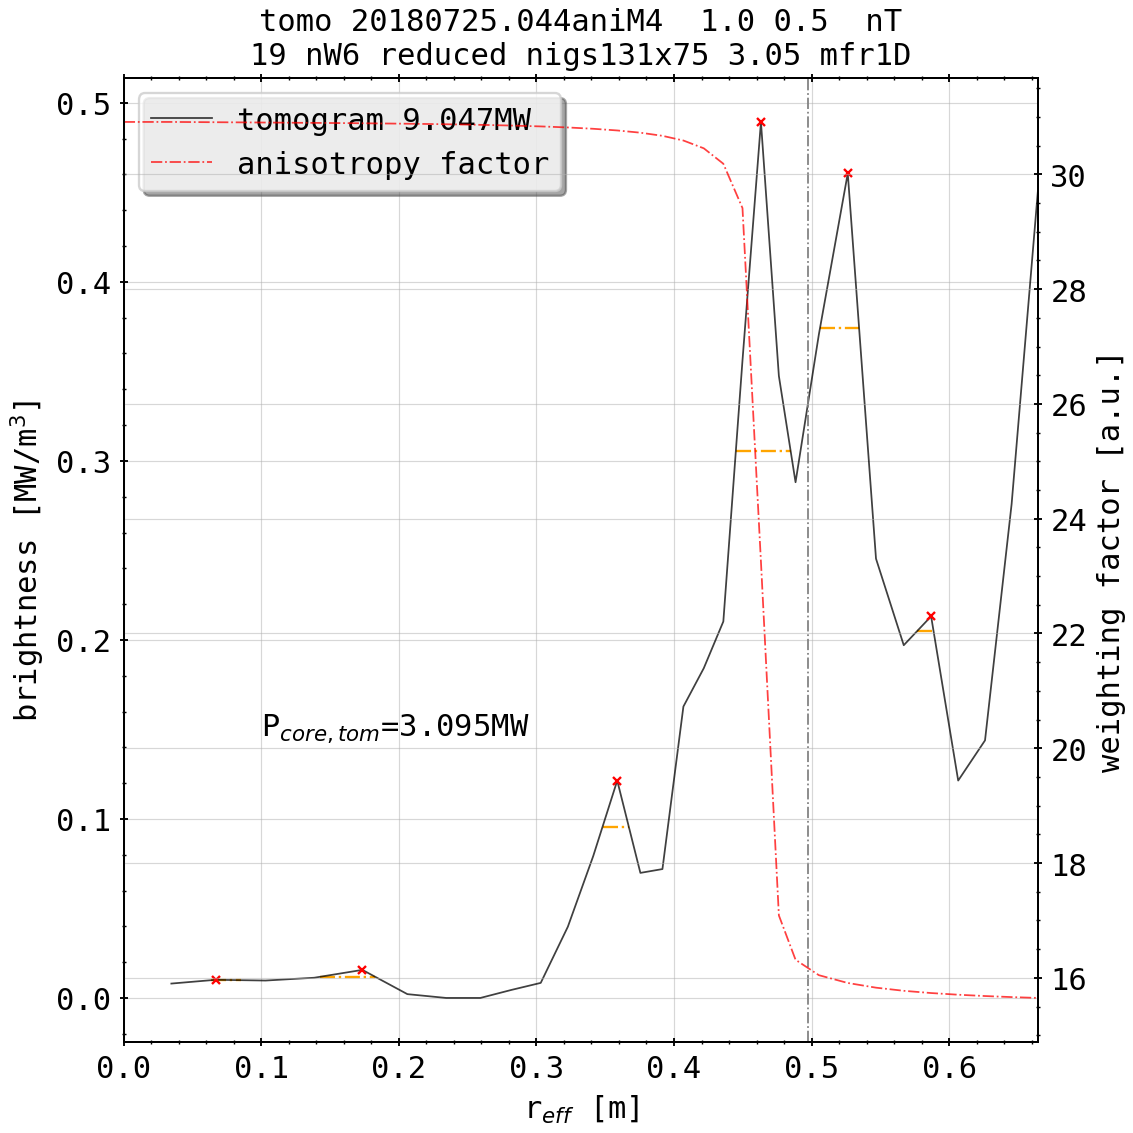 tomo 20180725.044aniM4  1.0 0.5  nT
19 nW6 reduced nigs131x75 3.05 mfr1D
tomogram 9.047MW
anisotropy factor
0.5
0.4
0.3
0.2
0.1
0.0
brightness [MW/m³]
P_core,tom=3.095MW
30
28
26
24
22
20
18
16
weighting factor [a.u.]
0.0 0.1 0.2 0.3 0.4 0.5 0.6
r_eff [m]